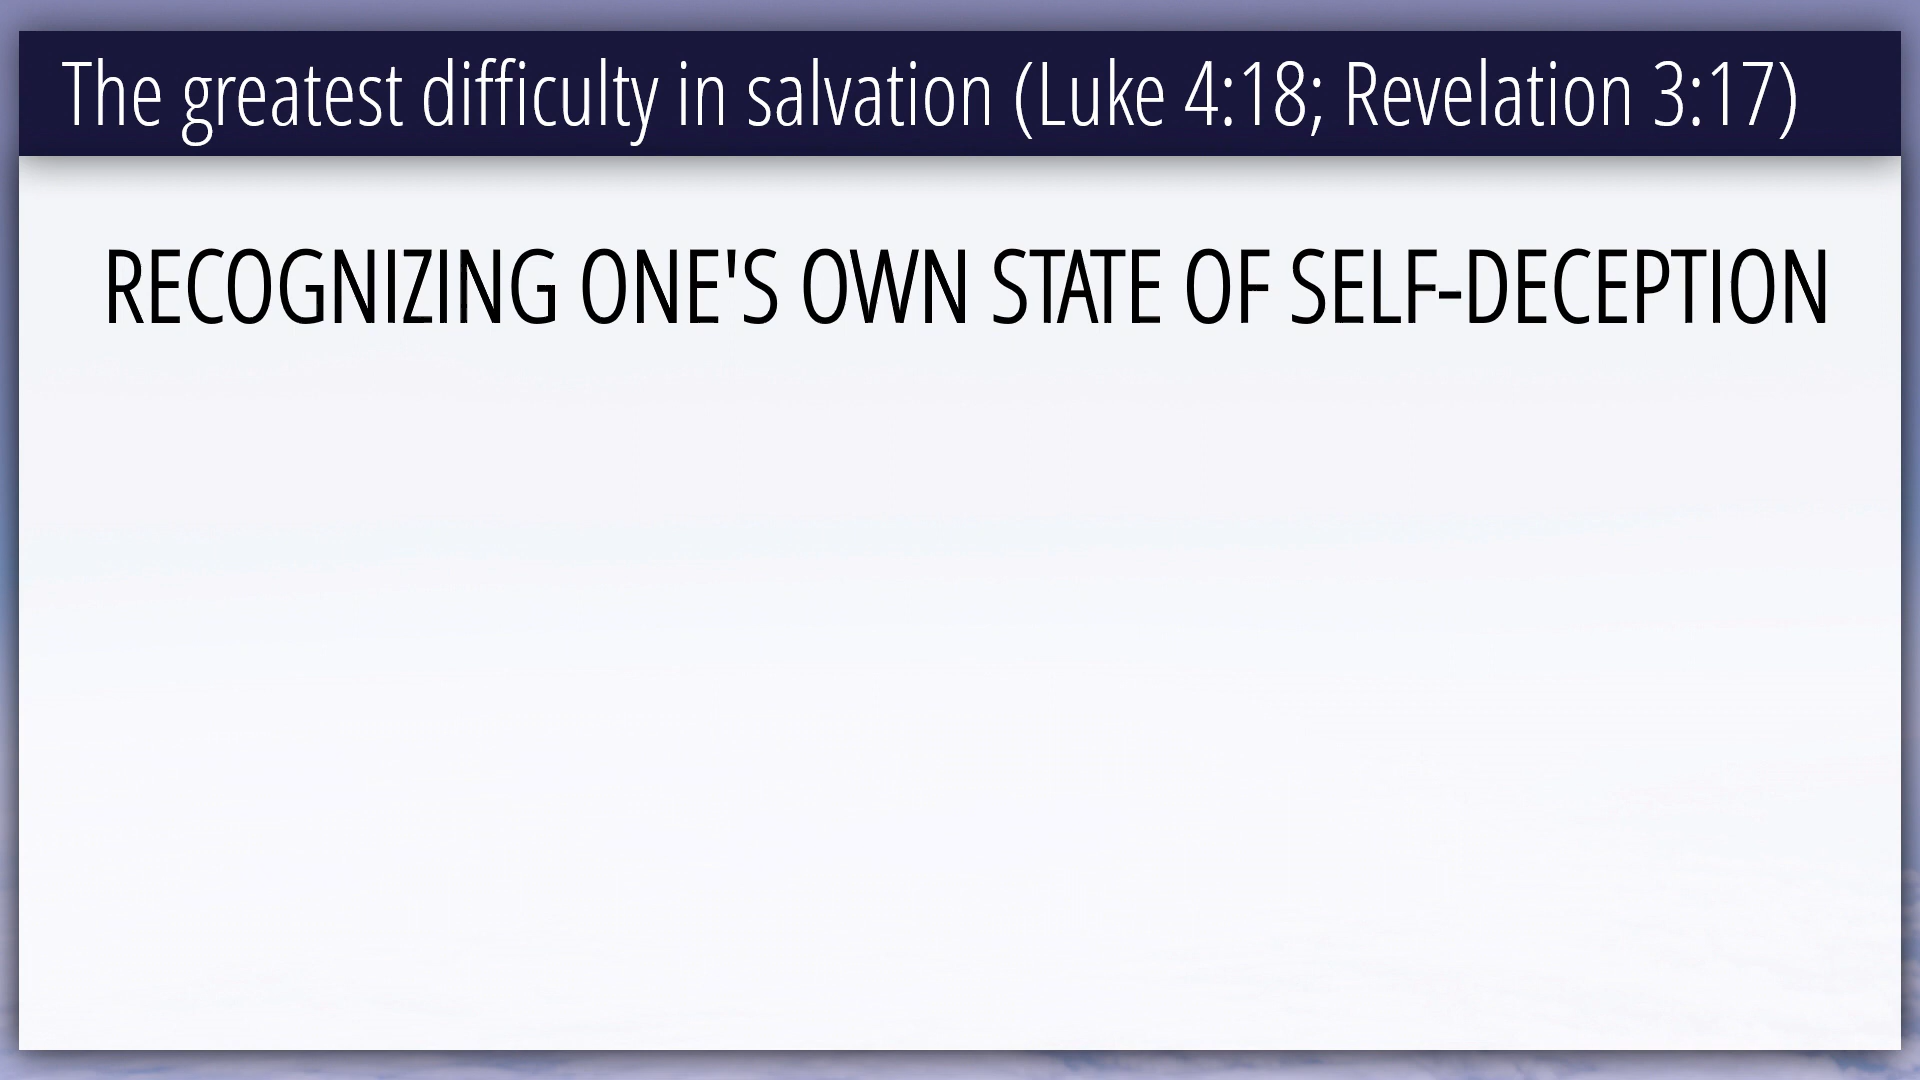 The greatest difficulty in salvation (Luke 4:18; Revelation 3:17)
RECOGNIZING ONE'S OWN STATE OF SELF-DECEPTION